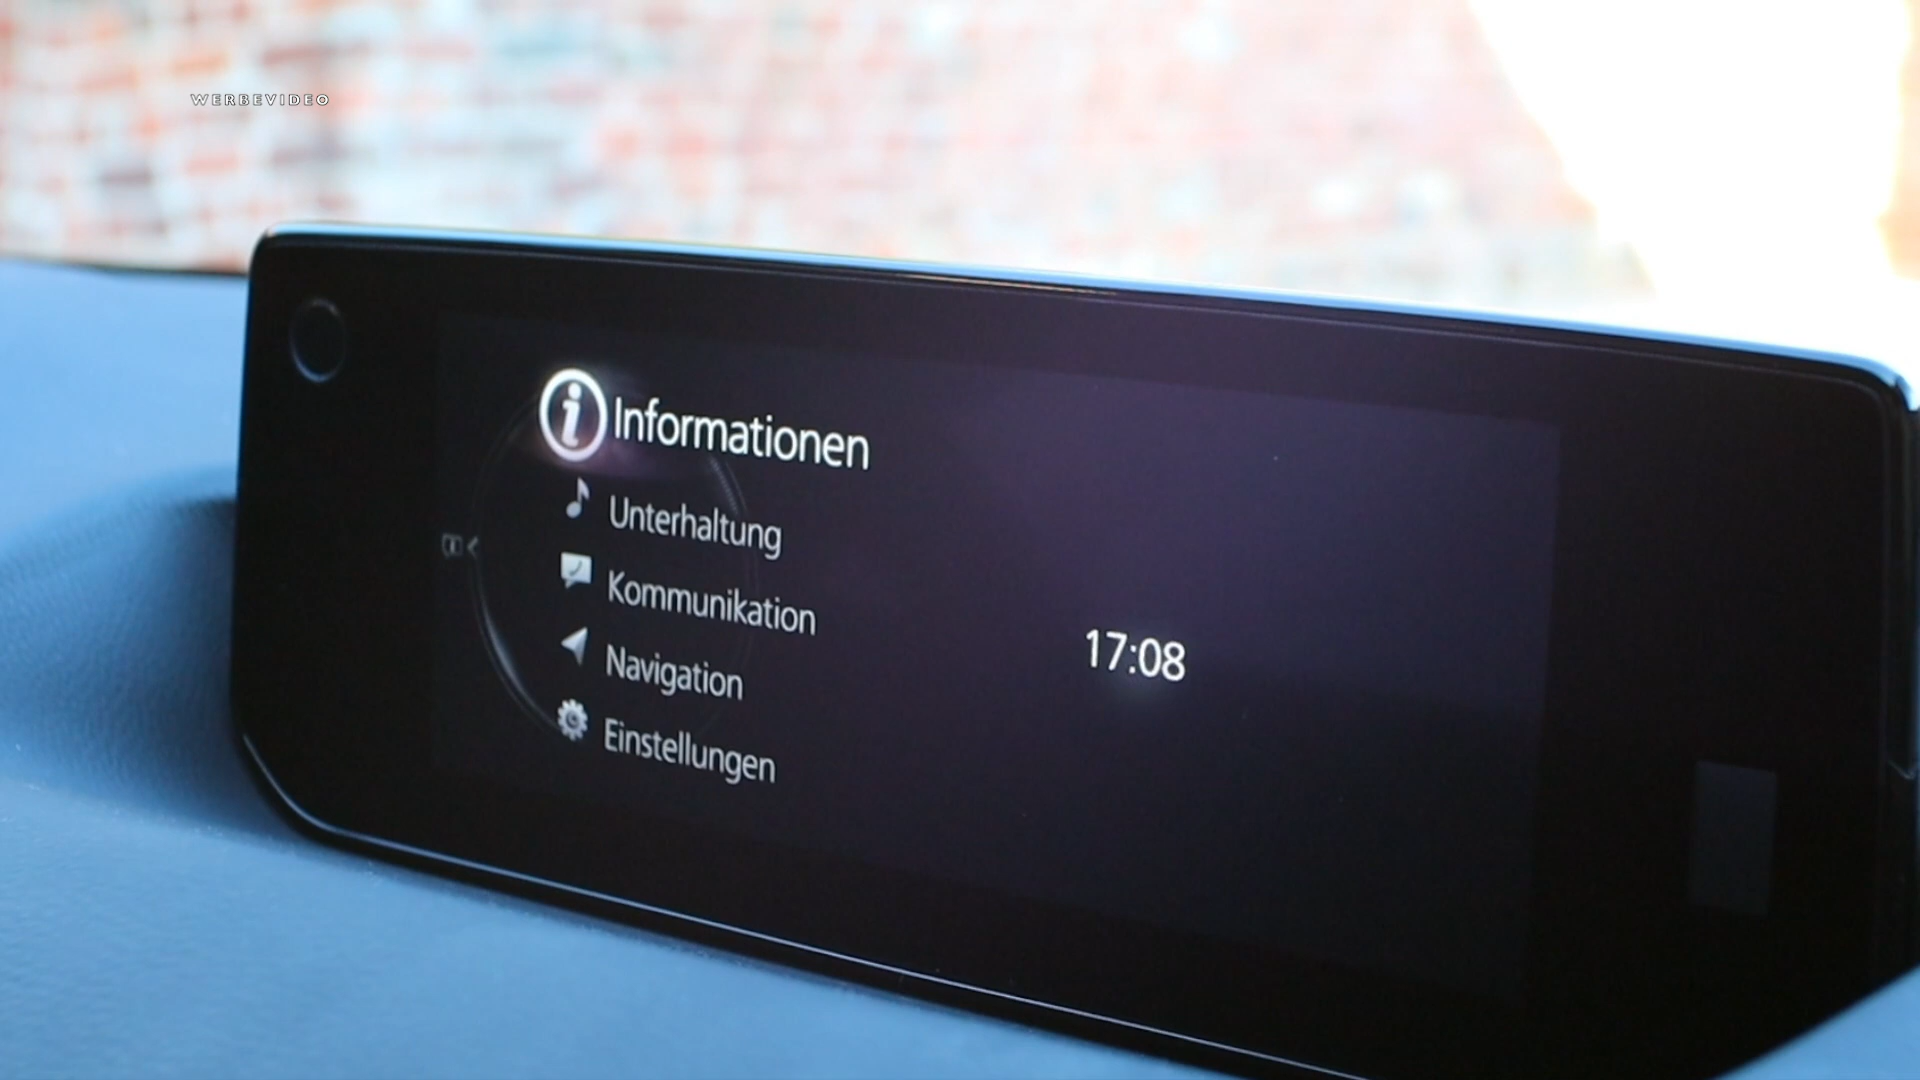 WERBEVIDEO
Informationen
Unterhaltung
Kommunikation
Navigation
Einstellungen
17:08